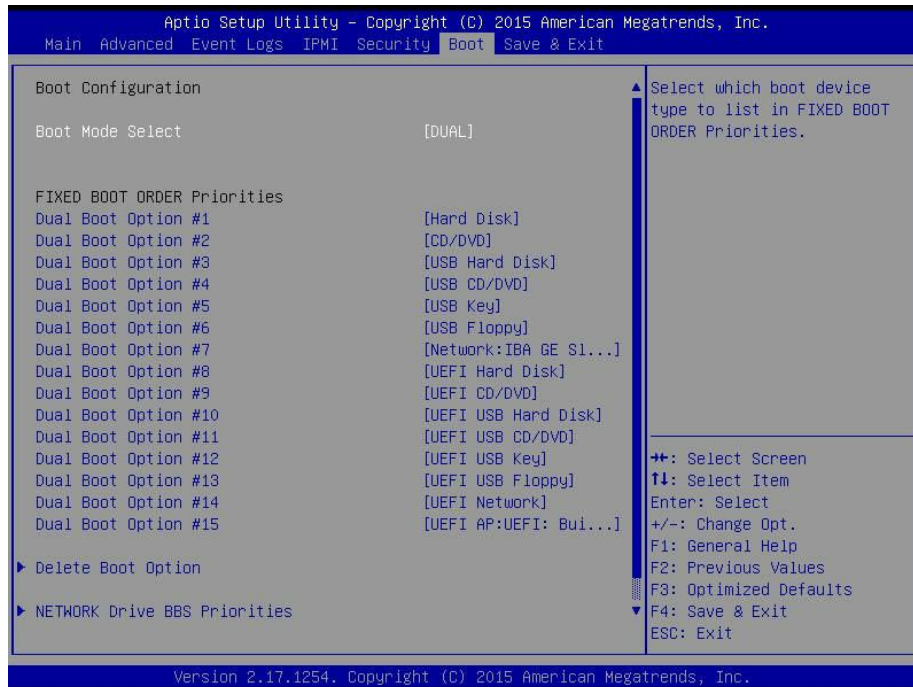 Aptio Setup Utility – Copyright (C) 2015 American Megatrends, Inc.
Main Advanced Event Logs IPMI Security Boot Save & Exit
Boot Configuration
Boot Mode Select [DUAL]
FIXED BOOT ORDER Priorities
Dual Boot Option #1 [Hard Disk]
Dual Boot Option #2 [CD/DVD]
Dual Boot Option #3 [USB Hard Disk]
Dual Boot Option #4 [USB CD/DVD]
Dual Boot Option #5 [USB Key]
Dual Boot Option #6 [USB Floppy]
Dual Boot Option #7 [Network:IBA GE Sl...]
Dual Boot Option #8 [UEFI Hard Disk]
Dual Boot Option #9 [UEFI CD/DVD]
Dual Boot Option #10 [UEFI USB Hard Disk]
Dual Boot Option #11 [UEFI USB CD/DVD]
Dual Boot Option #12 [UEFI USB Key]
Dual Boot Option #13 [UEFI USB Floppy]
Dual Boot Option #14 [UEFI Network]
Dual Boot Option #15 [UEFI AP:UEFI: Bui...]
▶ Delete Boot Option
▶ NETWORK Drive BBS Priorities
Select which boot device
type to list in FIXED BOOT
ORDER Priorities.
→←: Select Screen
↑↓: Select Item
Enter: Select
+/-: Change Opt.
F1: General Help
F2: Previous Values
F3: Optimized Defaults
F4: Save & Exit
ESC: Exit
Version 2.17.1254. Copyright (C) 2015 American Megatrends, Inc.